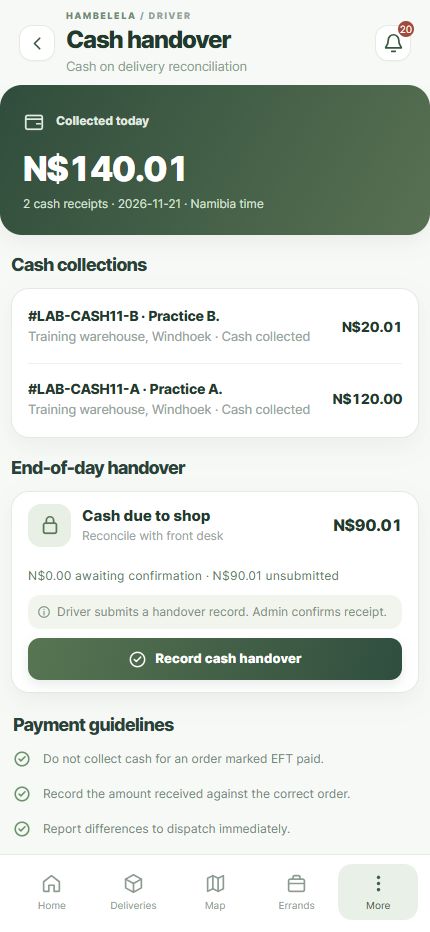 HAMBELELA / DRIVER
Cash handover
Cash on delivery reconciliation
20
Collected today
N$140.01
2 cash receipts · 2026-11-21 · Namibia time
Cash collections
#LAB-CASH11-B · Practice B.
Training warehouse, Windhoek · Cash collected
N$20.01
#LAB-CASH11-A · Practice A.
Training warehouse, Windhoek · Cash collected
N$120.00
End-of-day handover
Cash due to shop
Reconcile with front desk
N$90.01
N$0.00 awaiting confirmation · N$90.01 unsubmitted
Driver submits a handover record. Admin confirms receipt.
Record cash handover
Payment guidelines
Do not collect cash for an order marked EFT paid.
Record the amount received against the correct order.
Report differences to dispatch immediately.
Home
Deliveries
Map
Errands
More